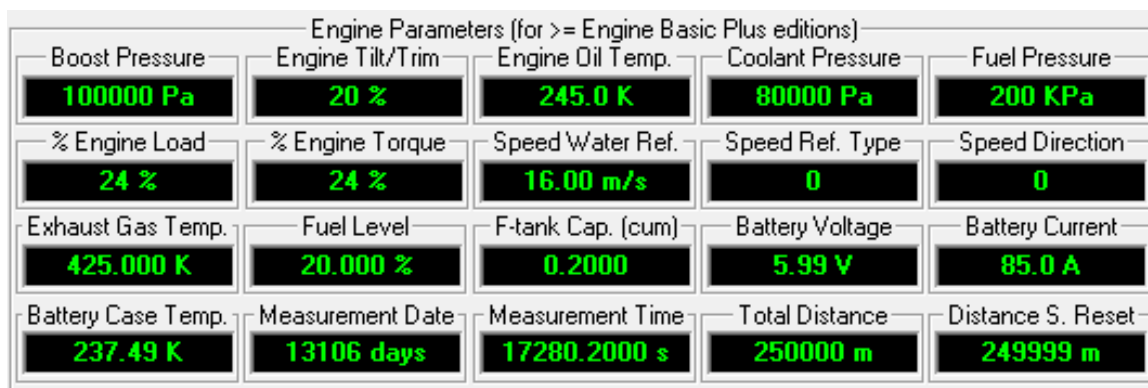 Engine Parameters (for >= Engine Basic Plus editions)
Boost Pressure Engine Tilt/Trim Engine Oil Temp. Coolant Pressure Fuel Pressure
100000 Pa 20 % 245.0 K 80000 Pa 200 KPa
% Engine Load % Engine Torque Speed Water Ref. Speed Ref. Type Speed Direction
24 % 24 % 16.00 m/s 0 0
Exhaust Gas Temp. Fuel Level F-tank Cap. (cum) Battery Voltage Battery Current
425.000 K 20.000 % 0.2000 5.99 V 85.0 A
Battery Case Temp. Measurement Date Measurement Time Total Distance Distance S. Reset
237.49 K 13106 days 17280.2000 s 250000 m 249999 m